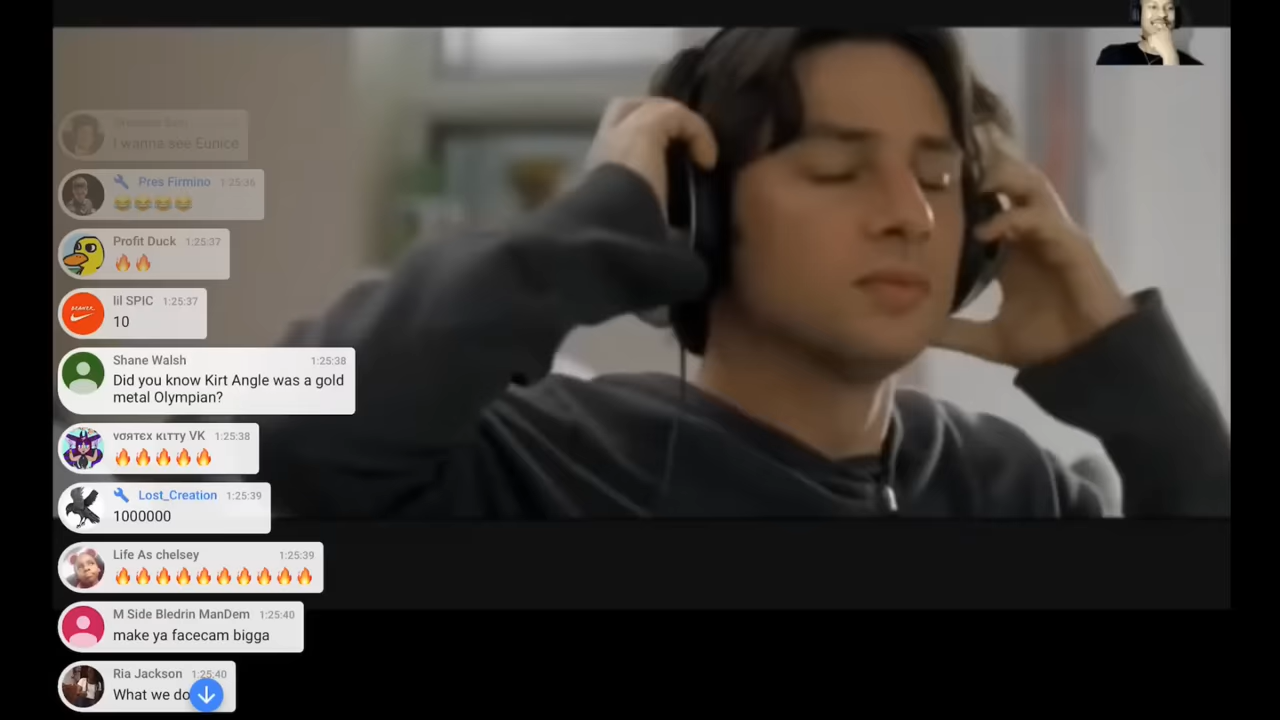 I wanna see Eunice
Pres Firmino 1:25:36
😂😂😂😂
Profit Duck 1:25:37
🔥🔥
lil SPIC 1:25:37
10
Shane Walsh 1:25:38
Did you know Kirt Angle was a gold
metal Olympian?
vσятєx кιттy VK 1:25:38
🔥🔥🔥🔥🔥
Lost_Creation 1:25:39
1000000
Life As chelsey 1:25:39
🔥🔥🔥🔥🔥🔥🔥🔥🔥🔥
M Side Bledrin ManDem 1:25:40
make ya facecam bigga
Ria Jackson 1:25:40
What we do